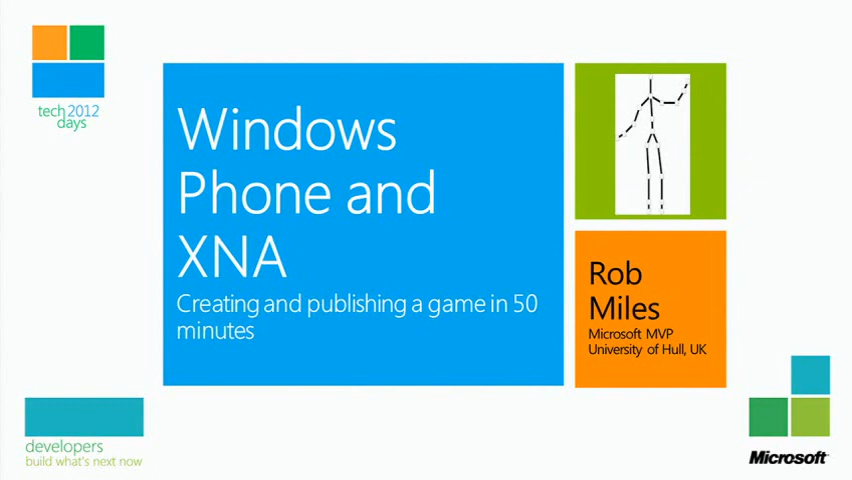 tech 2012
days
Windows
Phone and
XNA
Creating and publishing a game in 50
minutes
Rob
Miles
Microsoft MVP
University of Hull, UK
developers
build what's next now
Microsoft